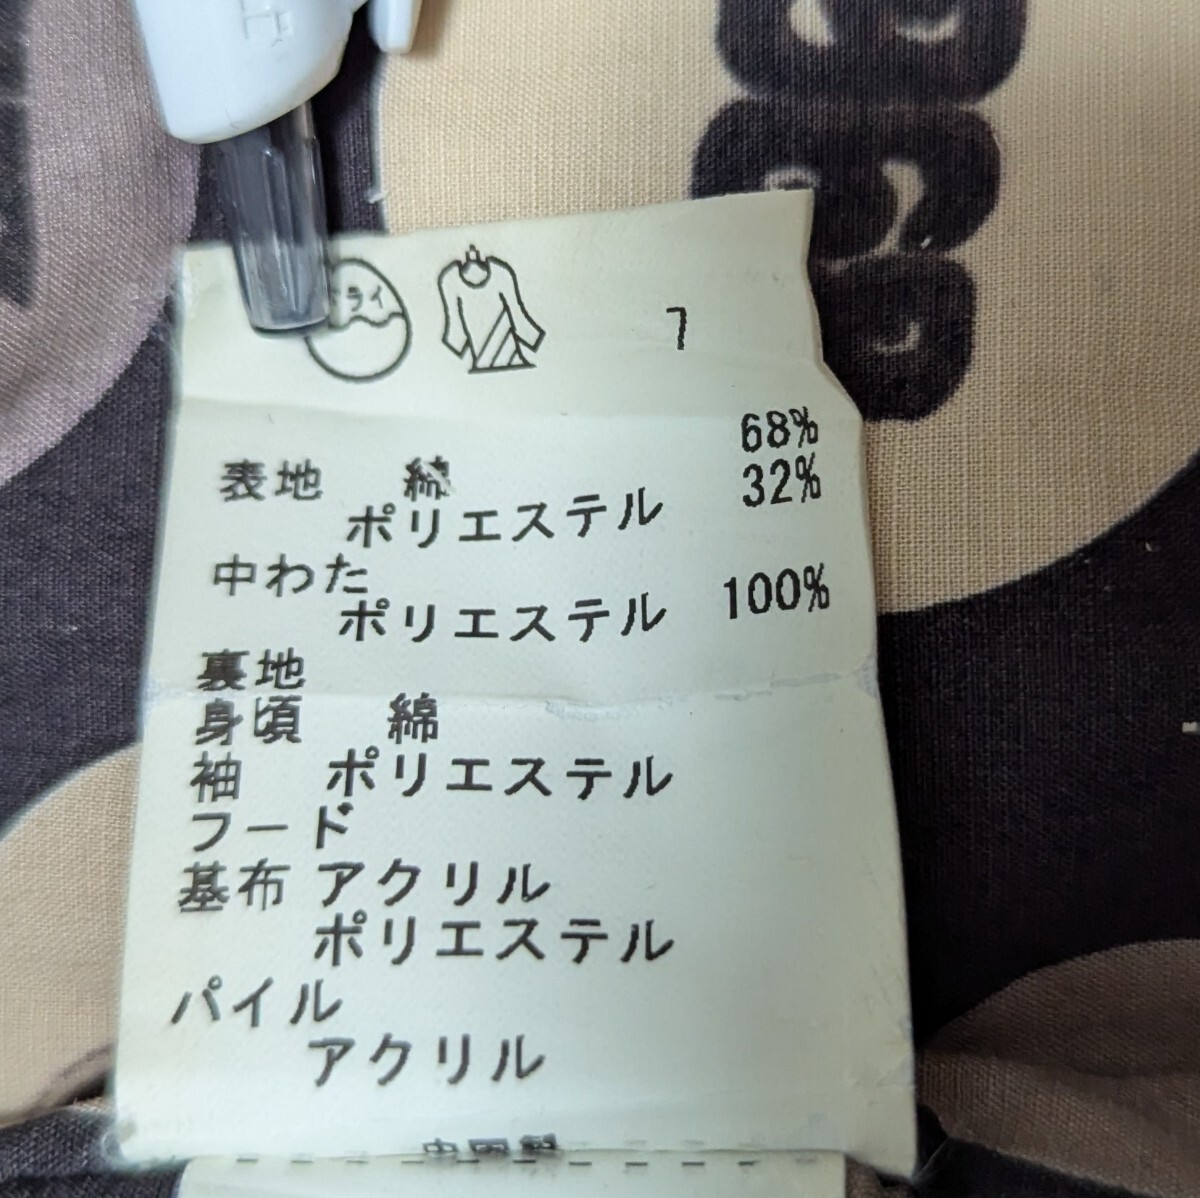 ドライ
7
68%
表地 綿 32%
ポリエステル
中わた
ポリエステル 100%
裏地
身頃 綿
袖 ポリエステル
フード
基布 アクリル
ポリエステル
パイル
アクリル
中国製